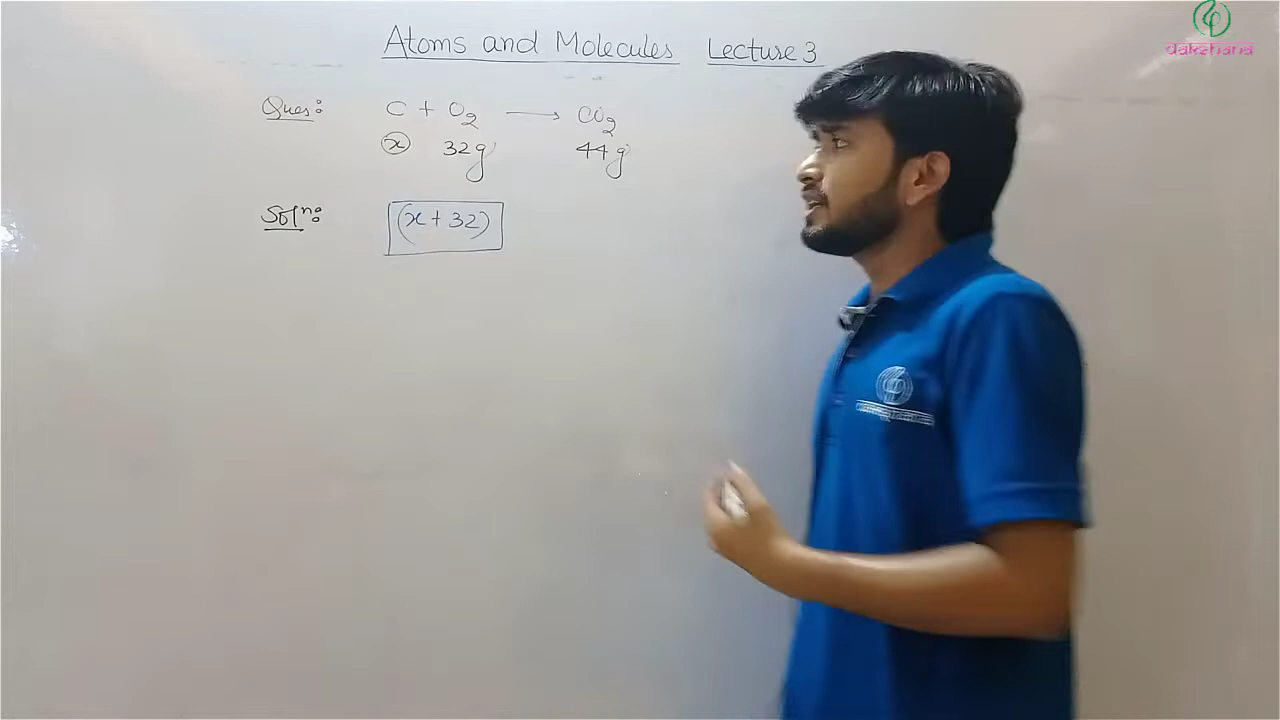 Atoms and Molecules Lecture 3
dakshana
Ques: C + O₂ ⟶ CO₂
x 32g 44g
Solⁿ: (x + 32)